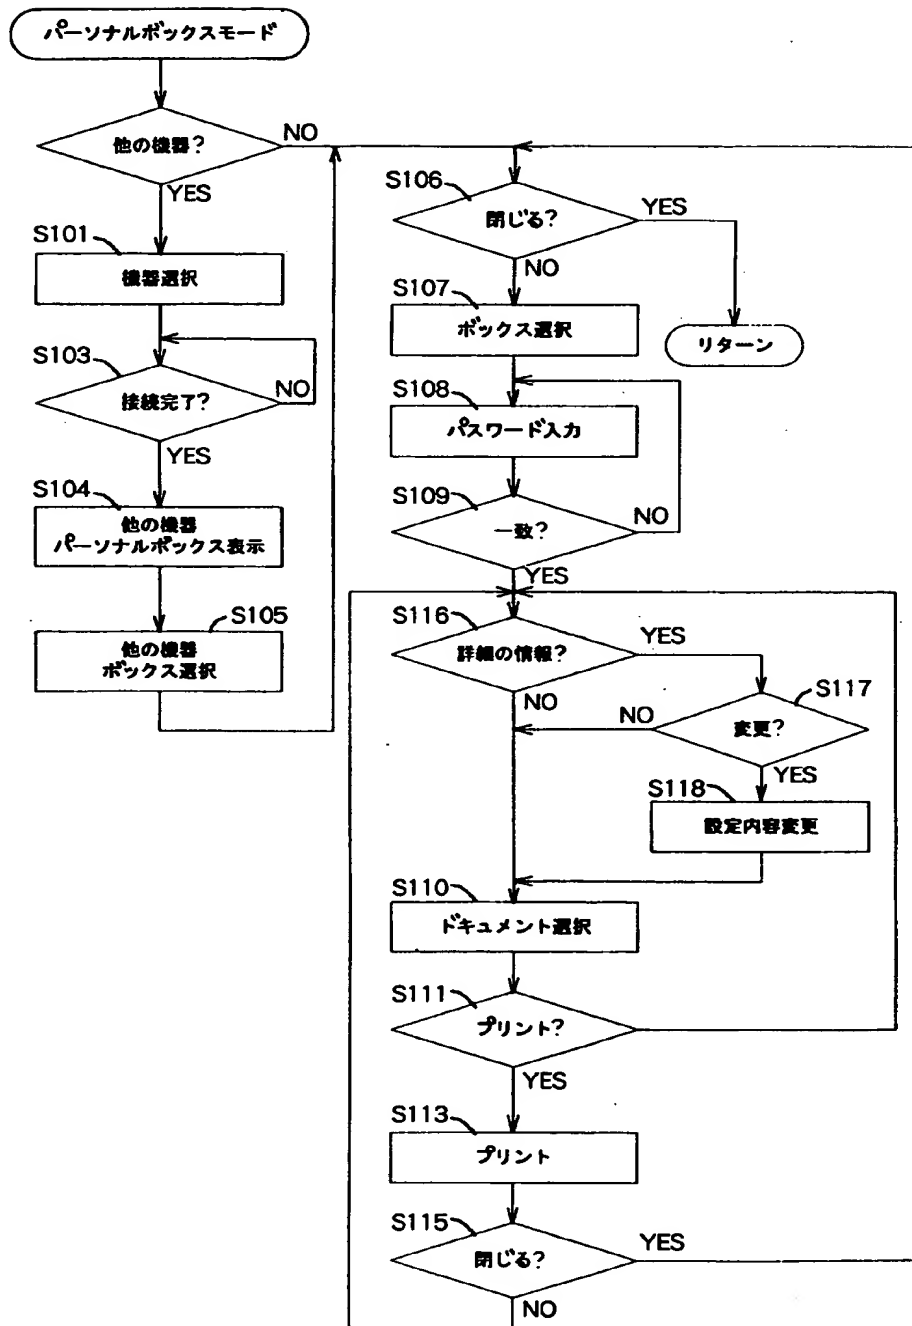 パーソナルボックスモード
他の機器?
NO
YES
S101
機器選択
S103
接続完了?
NO
YES
S104
他の機器
パーソナルボックス表示
S105
他の機器
ボックス選択
S106
閉じる?
YES
NO
リターン
S107
ボックス選択
S108
パスワード入力
S109
一致?
NO
YES
S116
詳細の情報?
YES
NO
S117
変更?
NO
YES
S118
設定内容変更
S110
ドキュメント選択
S111
プリント?
YES
S113
プリント
S115
閉じる?
YES
NO